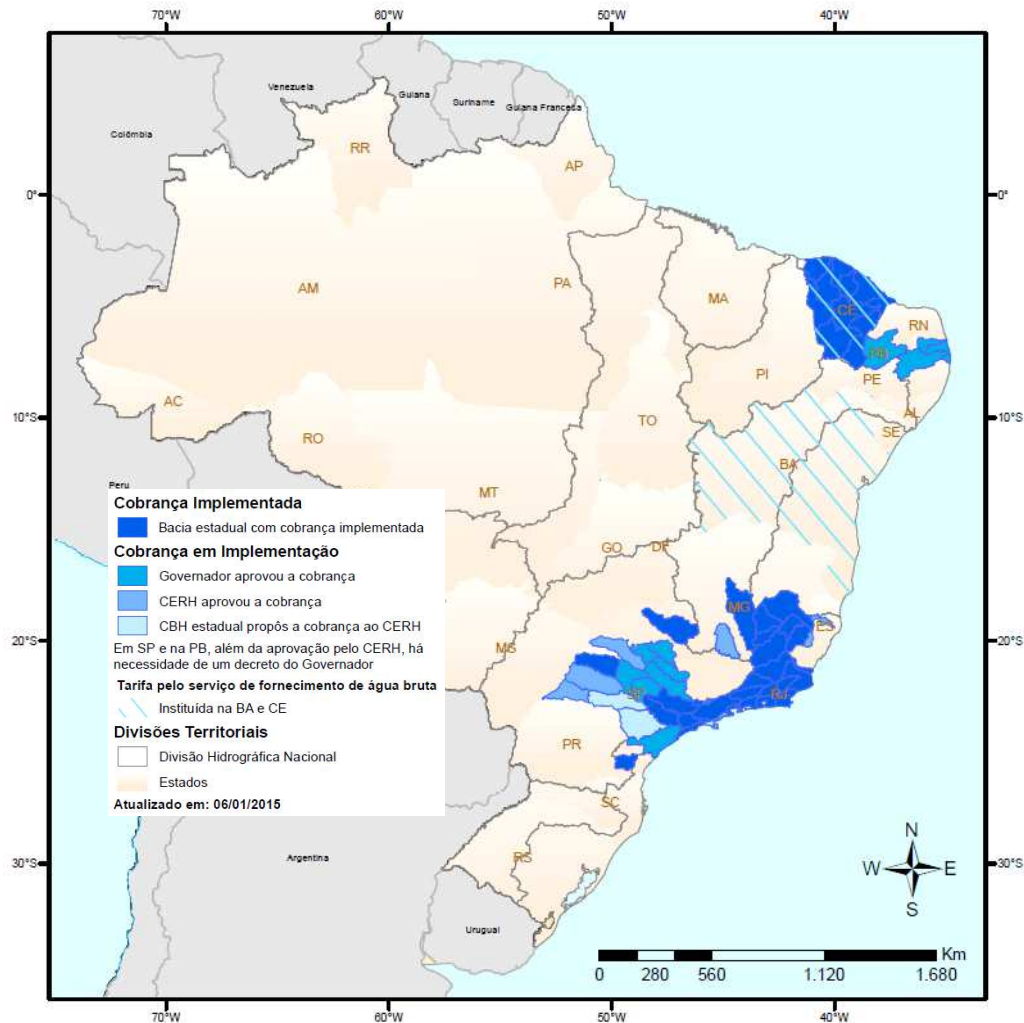 70°W 60°W 50°W 40°W
Venezuela
Guiana
Suriname
Guiana Francesa
Colômbia
RR
AP
0° 0°
AM
PA
MA
CE
RN
PB
PI
PE
AC
TO
AL
10°S 10°S
RO
SE
BA
Peru
MT
GO
DF
Cobrança Implementada
Bacia estadual com cobrança implementada
Cobrança em Implementação
Governador aprovou a cobrança
CERH aprovou a cobrança
CBH estadual propôs a cobrança ao CERH
Em SP e na PB, além da aprovação pelo CERH, há
necessidade de um decreto do Governador
Tarifa pelo serviço de fornecimento de água bruta
Instituída na BA e CE
Divisões Territoriais
Divisão Hidrográfica Nacional
Estados
Atualizado em: 06/01/2015
MG
ES
20°S 20°S
MS
SP
RJ
PR
SC
RS
Argentina
30°S 30°S
Uruguai
N
W E
S
Km
0 280 560 1.120 1.680
70°W 60°W 50°W 40°W